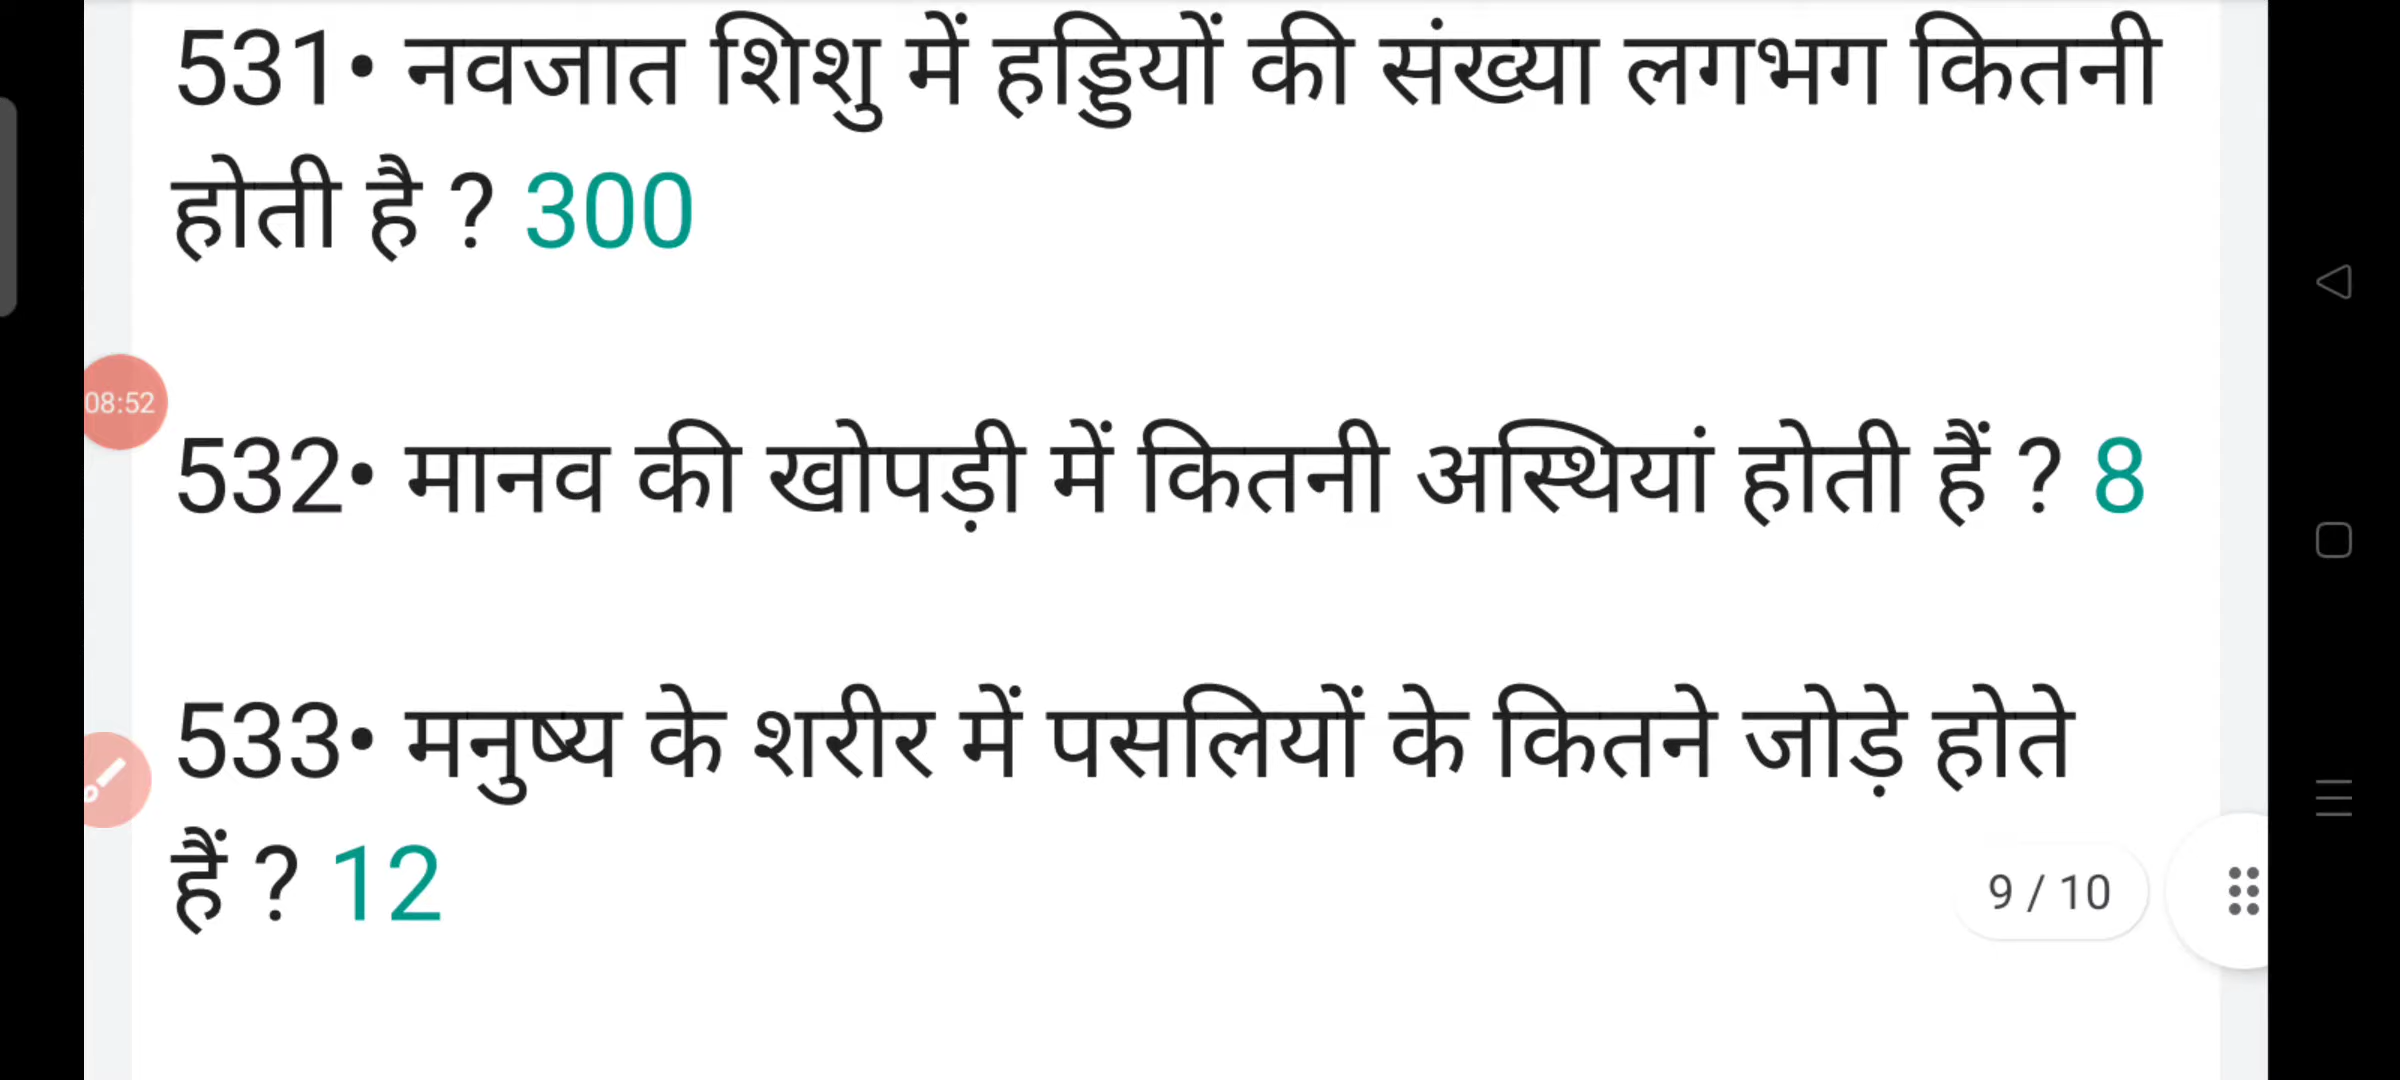 531• नवजात शिशु में हड्डियों की संख्या लगभग कितनी
होती है ? 300
08:52
532• मानव की खोपड़ी में कितनी अस्थियां होती हैं ? 8
533• मनुष्य के शरीर में पसलियों के कितने जोड़े होते
हैं ? 12
9 / 10